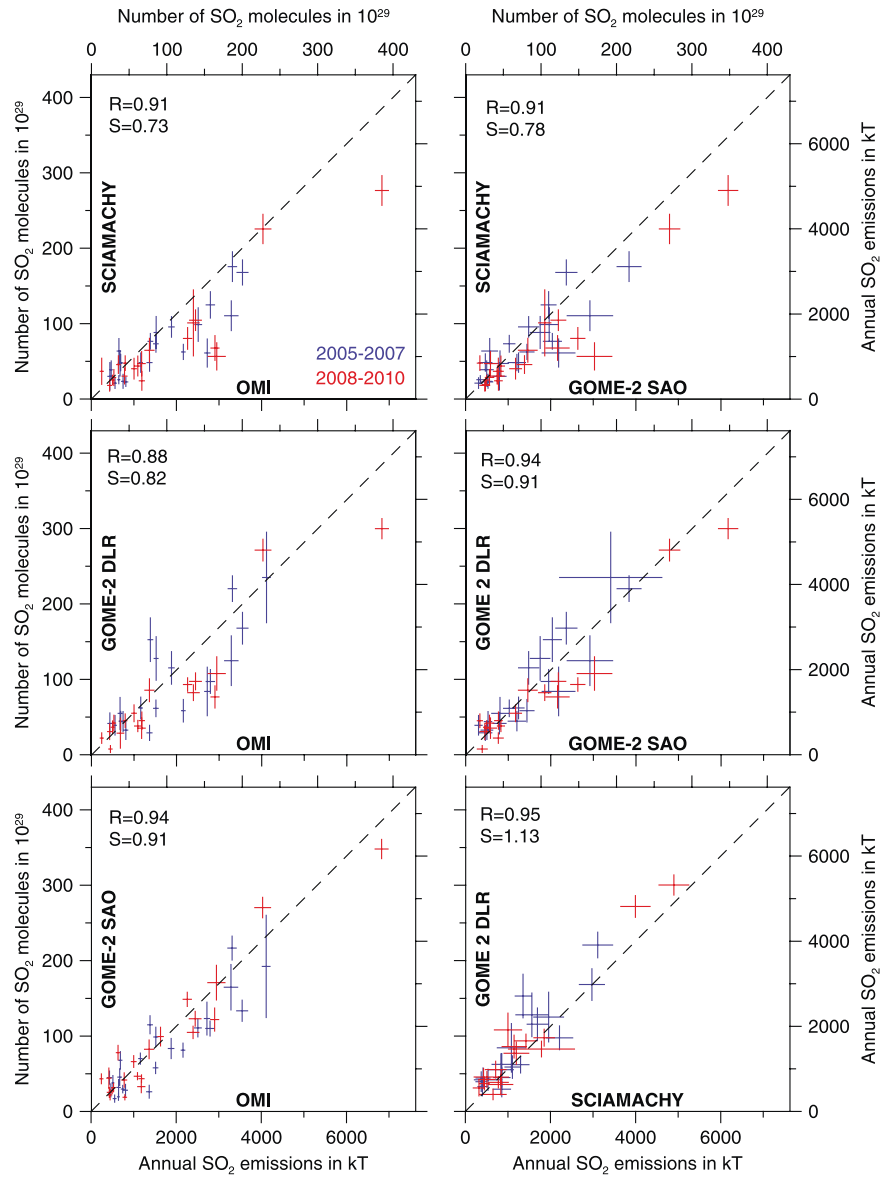 Number of SO2 molecules in 10^29
Number of SO2 molecules in 10^29
0 100 200 300 400
0 100 200 300 400
Number of SO2 molecules in 10^29
400
300
200
100
0
R=0.91
S=0.73
SCIAMACHY
2005-2007
2008-2010
OMI
R=0.91
S=0.78
SCIAMACHY
GOME-2 SAO
6000
4000
2000
0
Annual SO2 emissions in kT
Number of SO2 molecules in 10^29
400
300
200
100
0
R=0.88
S=0.82
GOME-2 DLR
OMI
R=0.94
S=0.91
GOME 2 DLR
GOME-2 SAO
6000
4000
2000
0
Annual SO2 emissions in kT
Number of SO2 molecules in 10^29
400
300
200
100
0
R=0.94
S=0.91
GOME-2 SAO
OMI
R=0.95
S=1.13
GOME 2 DLR
SCIAMACHY
6000
4000
2000
0
Annual SO2 emissions in kT
0 2000 4000 6000
0 2000 4000 6000
Annual SO2 emissions in kT
Annual SO2 emissions in kT